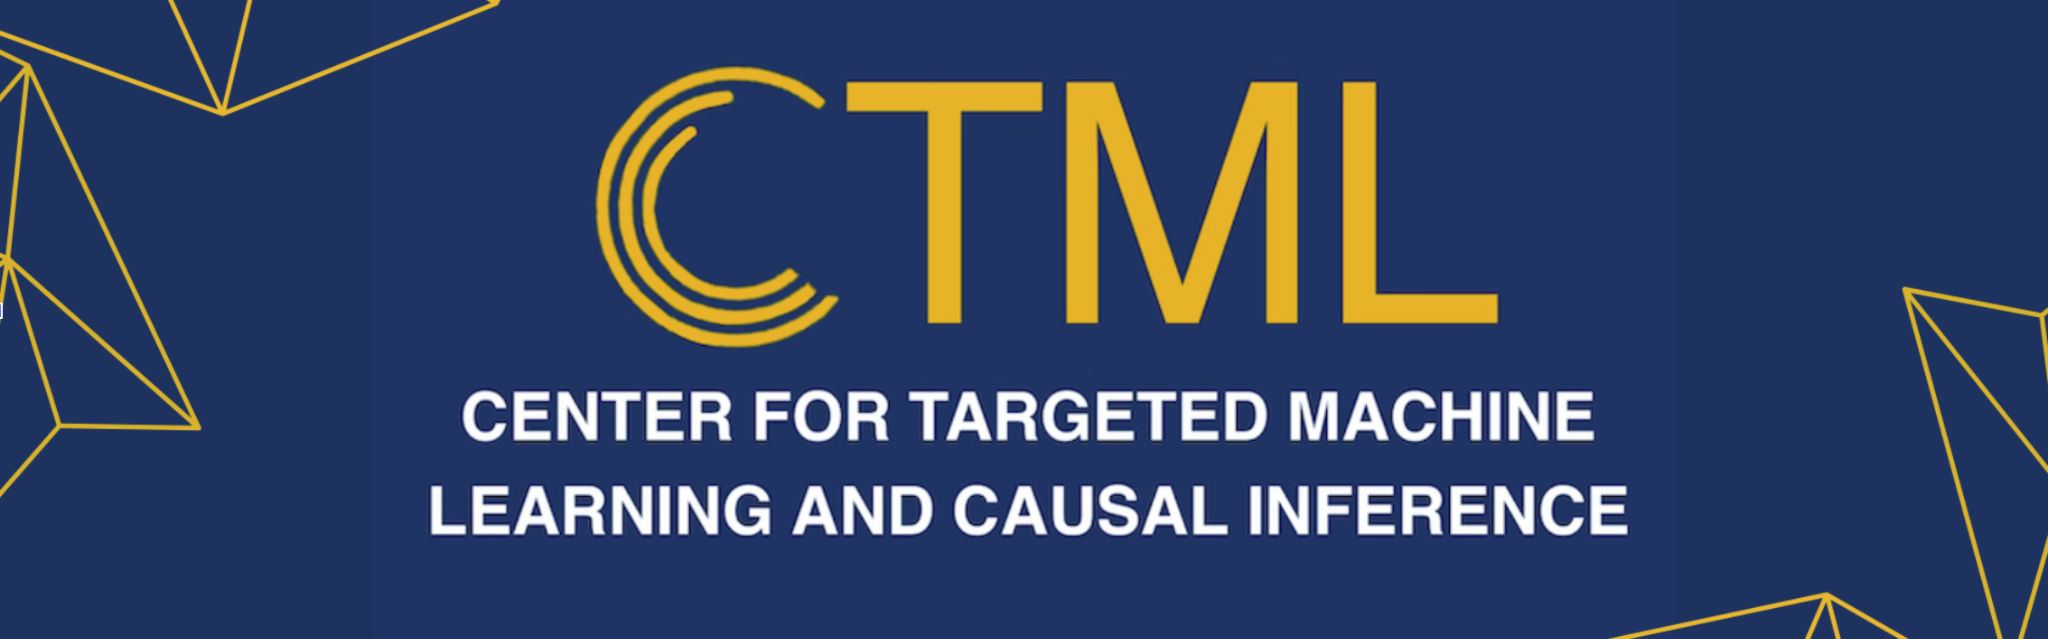 CTML
CENTER FOR TARGETED MACHINE
LEARNING AND CAUSAL INFERENCE